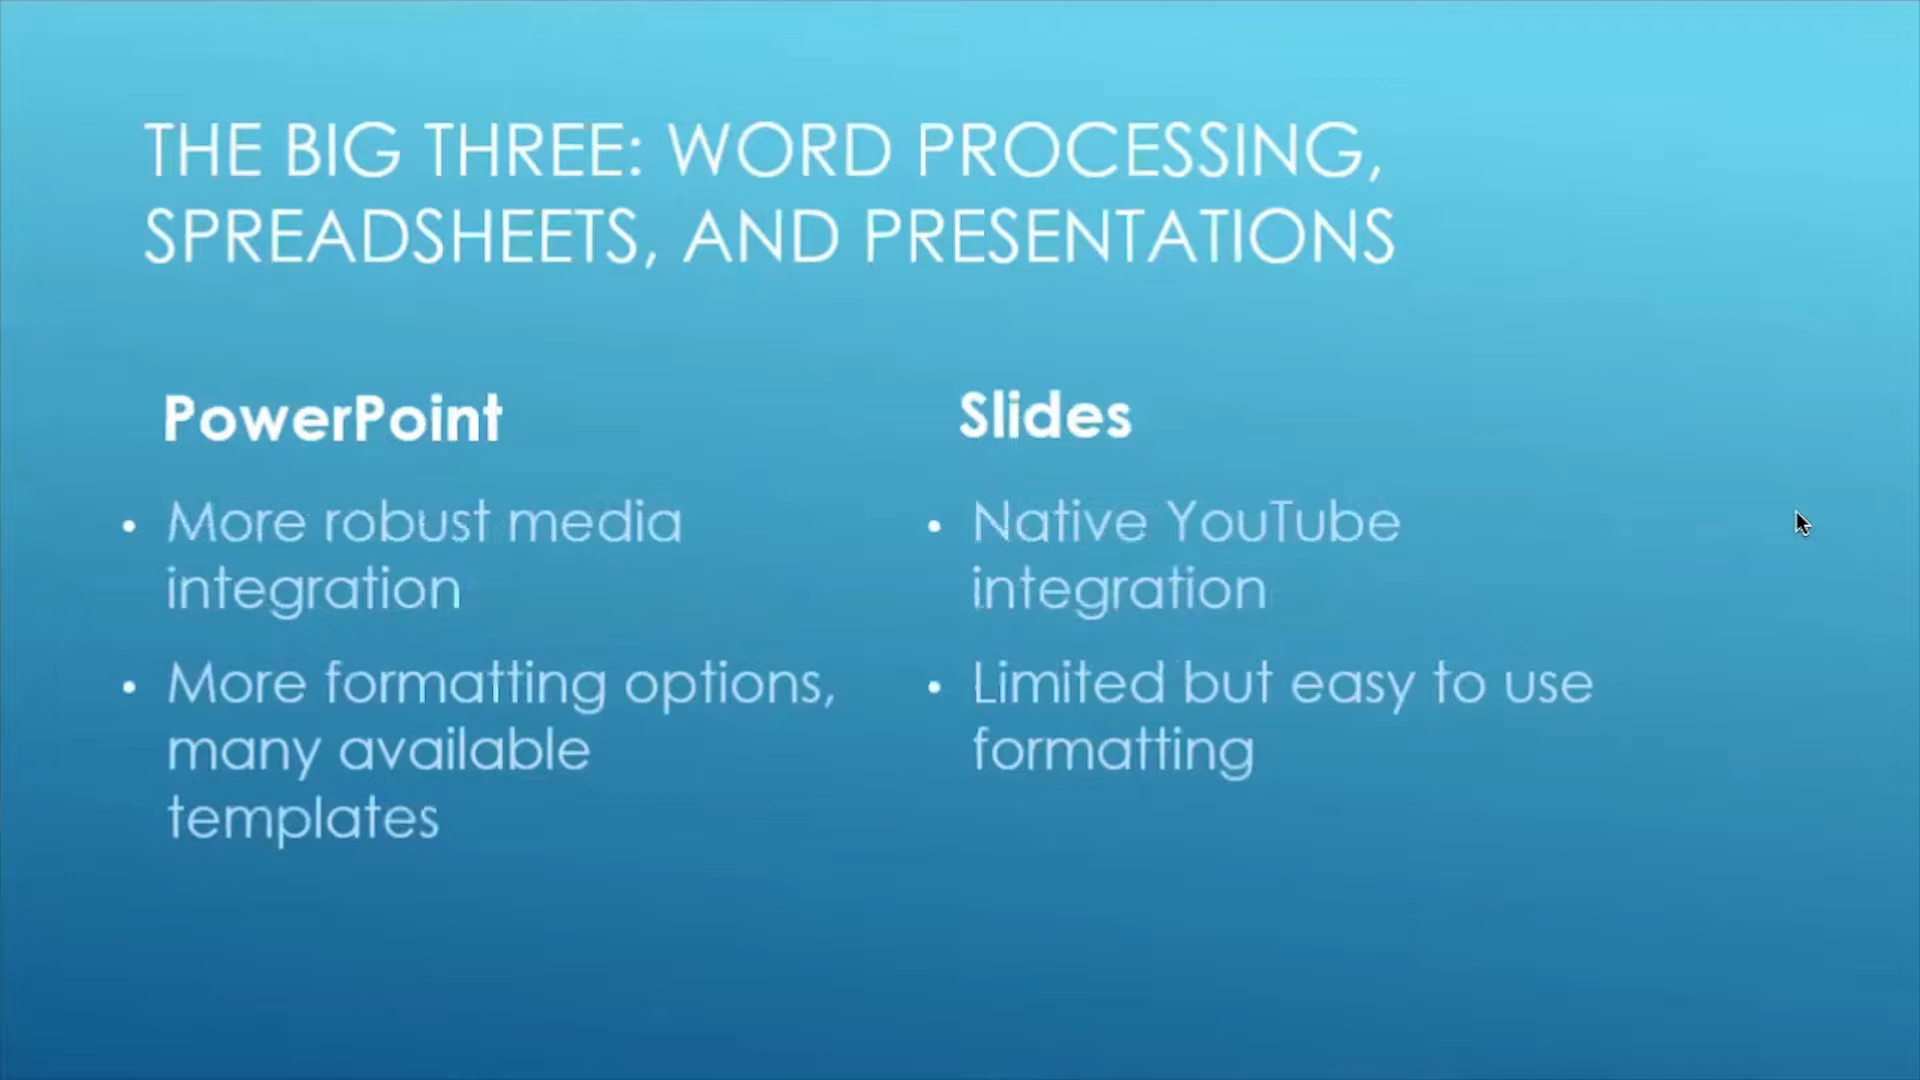 THE BIG THREE: WORD PROCESSING,
SPREADSHEETS, AND PRESENTATIONS
PowerPoint
• More robust media
integration
• More formatting options,
many available
templates
Slides
• Native YouTube
integration
• Limited but easy to use
formatting